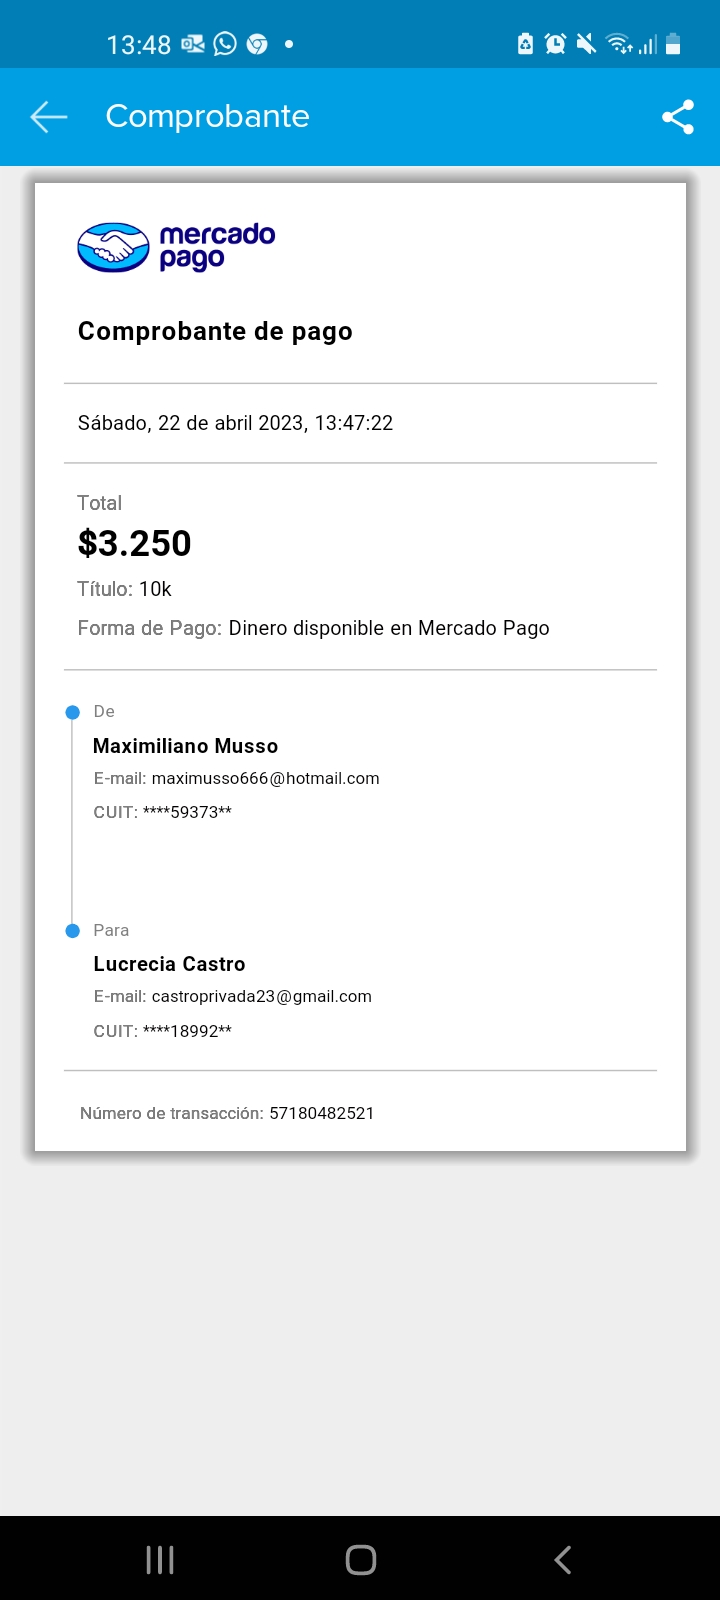 13:48
Comprobante
mercado
pago
Comprobante de pago
Sábado, 22 de abril 2023, 13:47:22
Total
$3.250
Título: 10k
Forma de Pago: Dinero disponible en Mercado Pago
De
Maximiliano Musso
E-mail: maximusso666@hotmail.com
CUIT: ****59373**
Para
Lucrecia Castro
E-mail: castroprivada23@gmail.com
CUIT: ****18992**
Número de transacción: 57180482521